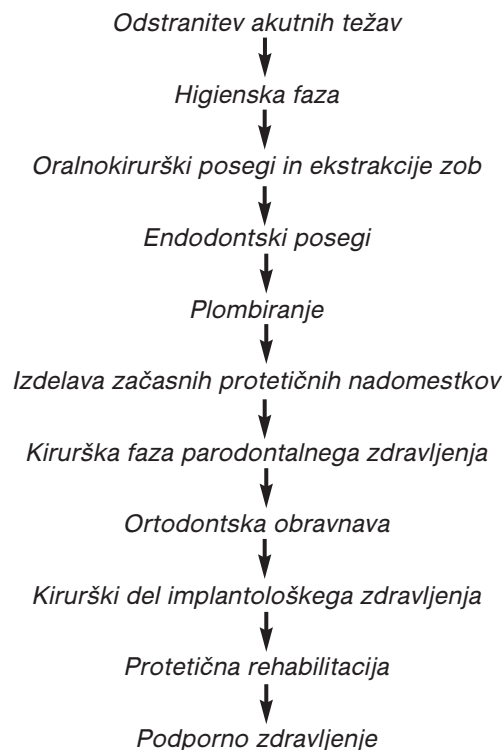 Odstranitev akutnih težav
Higienska faza
Oralnokirurški posegi in ekstrakcije zob
Endodontski posegi
Plombiranje
Izdelava začasnih protetičnih nadomestkov
Kirurška faza parodontalnega zdravljenja
Ortodontska obravnava
Kirurški del implantološkega zdravljenja
Protetična rehabilitacija
Podporno zdravljenje